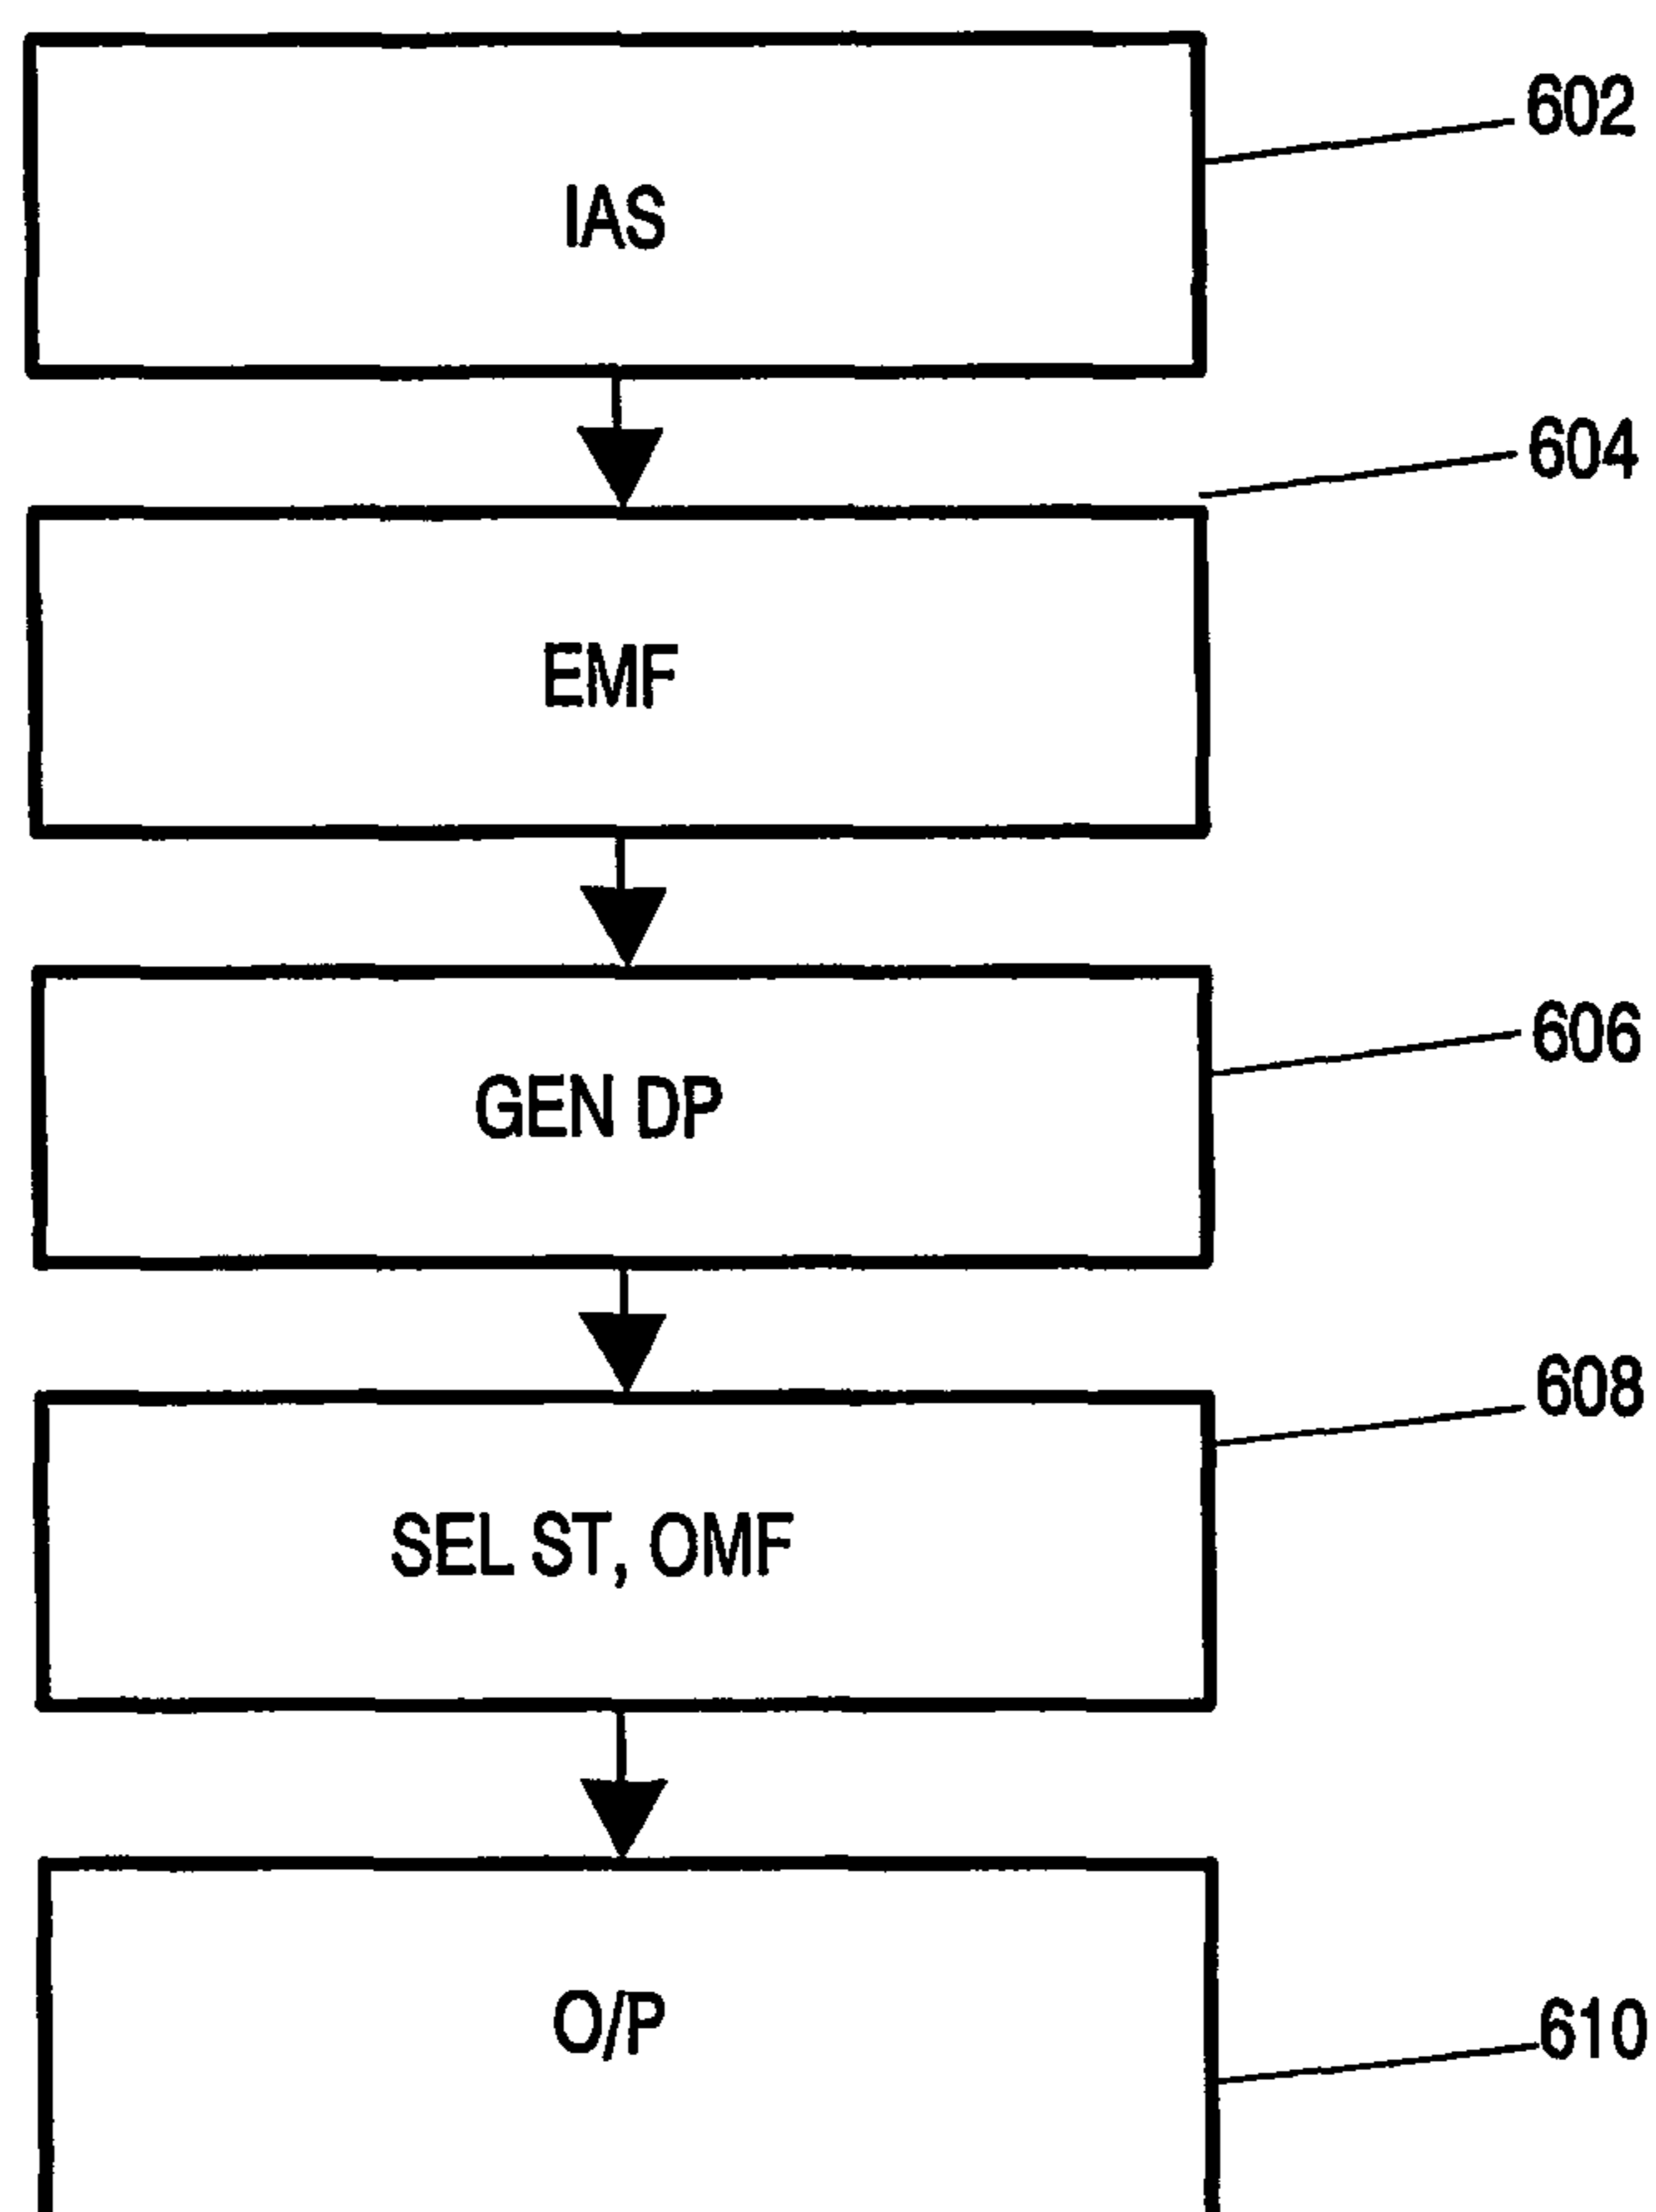 602
IAS
604
EMF
606
GEN DP
608
SEL ST, OMF
610
O/P